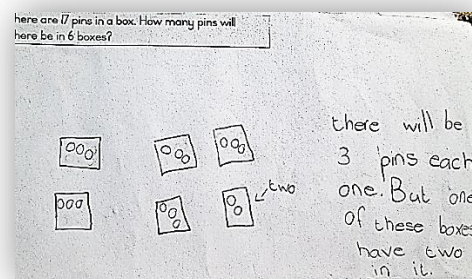 here are 17 pins in a box. How many pins will
here be in 6 boxes?
there will be
3 pins each
one. But one
of these boxes
have two
in it.
two